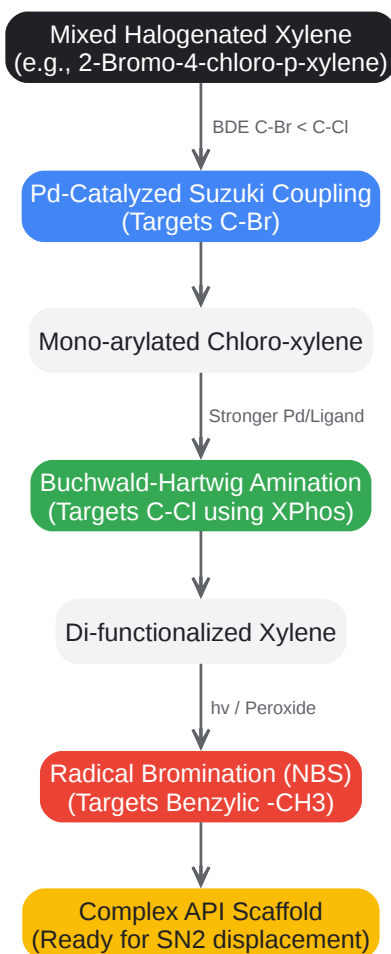 Mixed Halogenated Xylene
(e.g., 2-Bromo-4-chloro-p-xylene)
BDE C-Br < C-Cl
Pd-Catalyzed Suzuki Coupling
(Targets C-Br)
Mono-arylated Chloro-xylene
Stronger Pd/Ligand
Buchwald-Hartwig Amination
(Targets C-Cl using XPhos)
Di-functionalized Xylene
hv / Peroxide
Radical Bromination (NBS)
(Targets Benzylic -CH3)
Complex API Scaffold
(Ready for SN2 displacement)